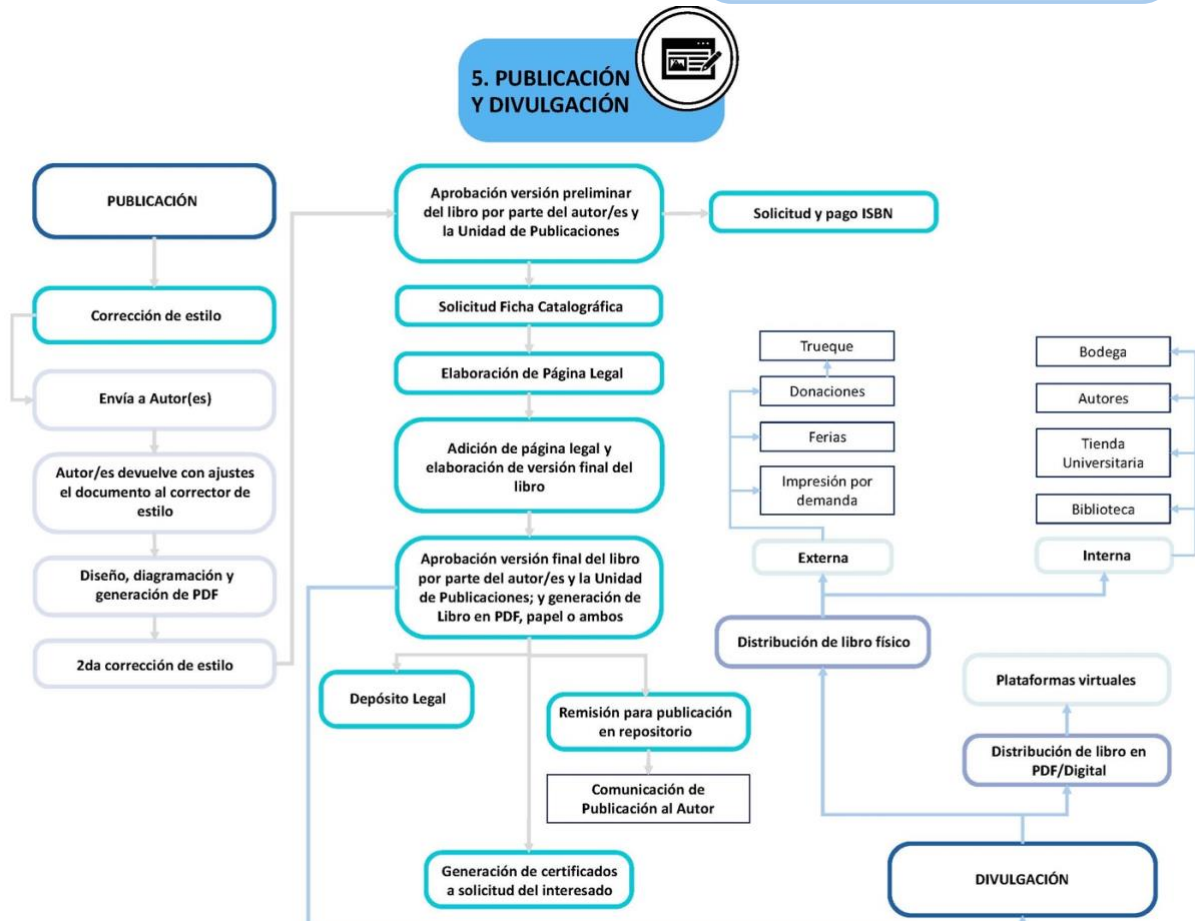 5. PUBLICACIÓN
Y DIVULGACIÓN
PUBLICACIÓN
Corrección de estilo
Envía a Autor(es)
Autor/es devuelve con ajustes
el documento al corrector de
estilo
Diseño, diagramación y
generación de PDF
2da corrección de estilo
Aprobación versión preliminar
del libro por parte del autor/es y
la Unidad de Publicaciones
Solicitud y pago ISBN
Solicitud Ficha Catalográfica
Elaboración de Página Legal
Adición de página legal y
elaboración de versión final del
libro
Aprobación versión final del libro
por parte del autor/es y la Unidad
de Publicaciones; y generación de
Libro en PDF, papel o ambos
Depósito Legal
Remisión para publicación
en repositorio
Comunicación de
Publicación al Autor
Generación de certificados
a solicitud del interesado
Trueque
Donaciones
Ferias
Impresión por
demanda
Externa
Bodega
Autores
Tienda
Universitaria
Biblioteca
Interna
Distribución de libro físico
Plataformas virtuales
Distribución de libro en
PDF/Digital
DIVULGACIÓN